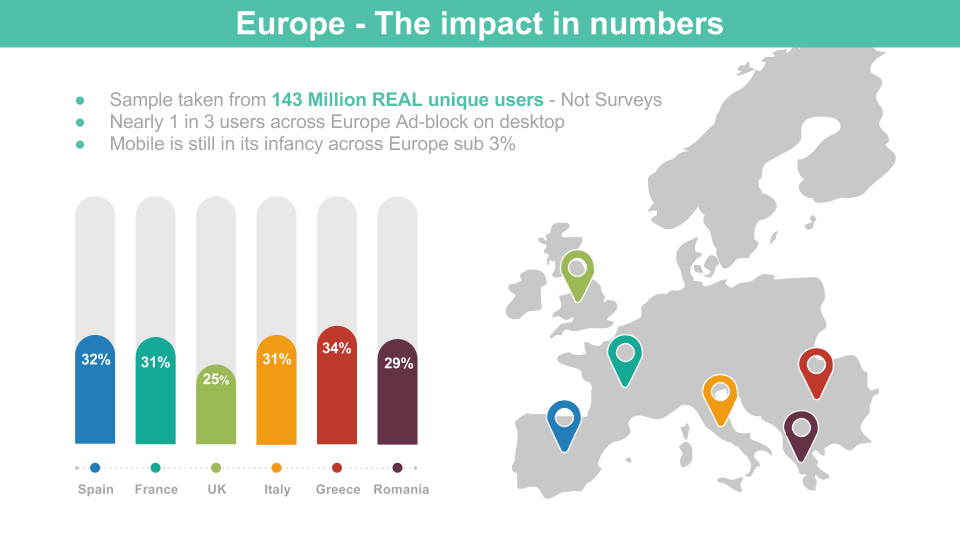 Europe - The impact in numbers
● Sample taken from 143 Million REAL unique users - Not Surveys
● Nearly 1 in 3 users across Europe Ad-block on desktop
● Mobile is still in its infancy across Europe sub 3%
32% 31% 25% 31% 34% 29%
Spain France UK Italy Greece Romania